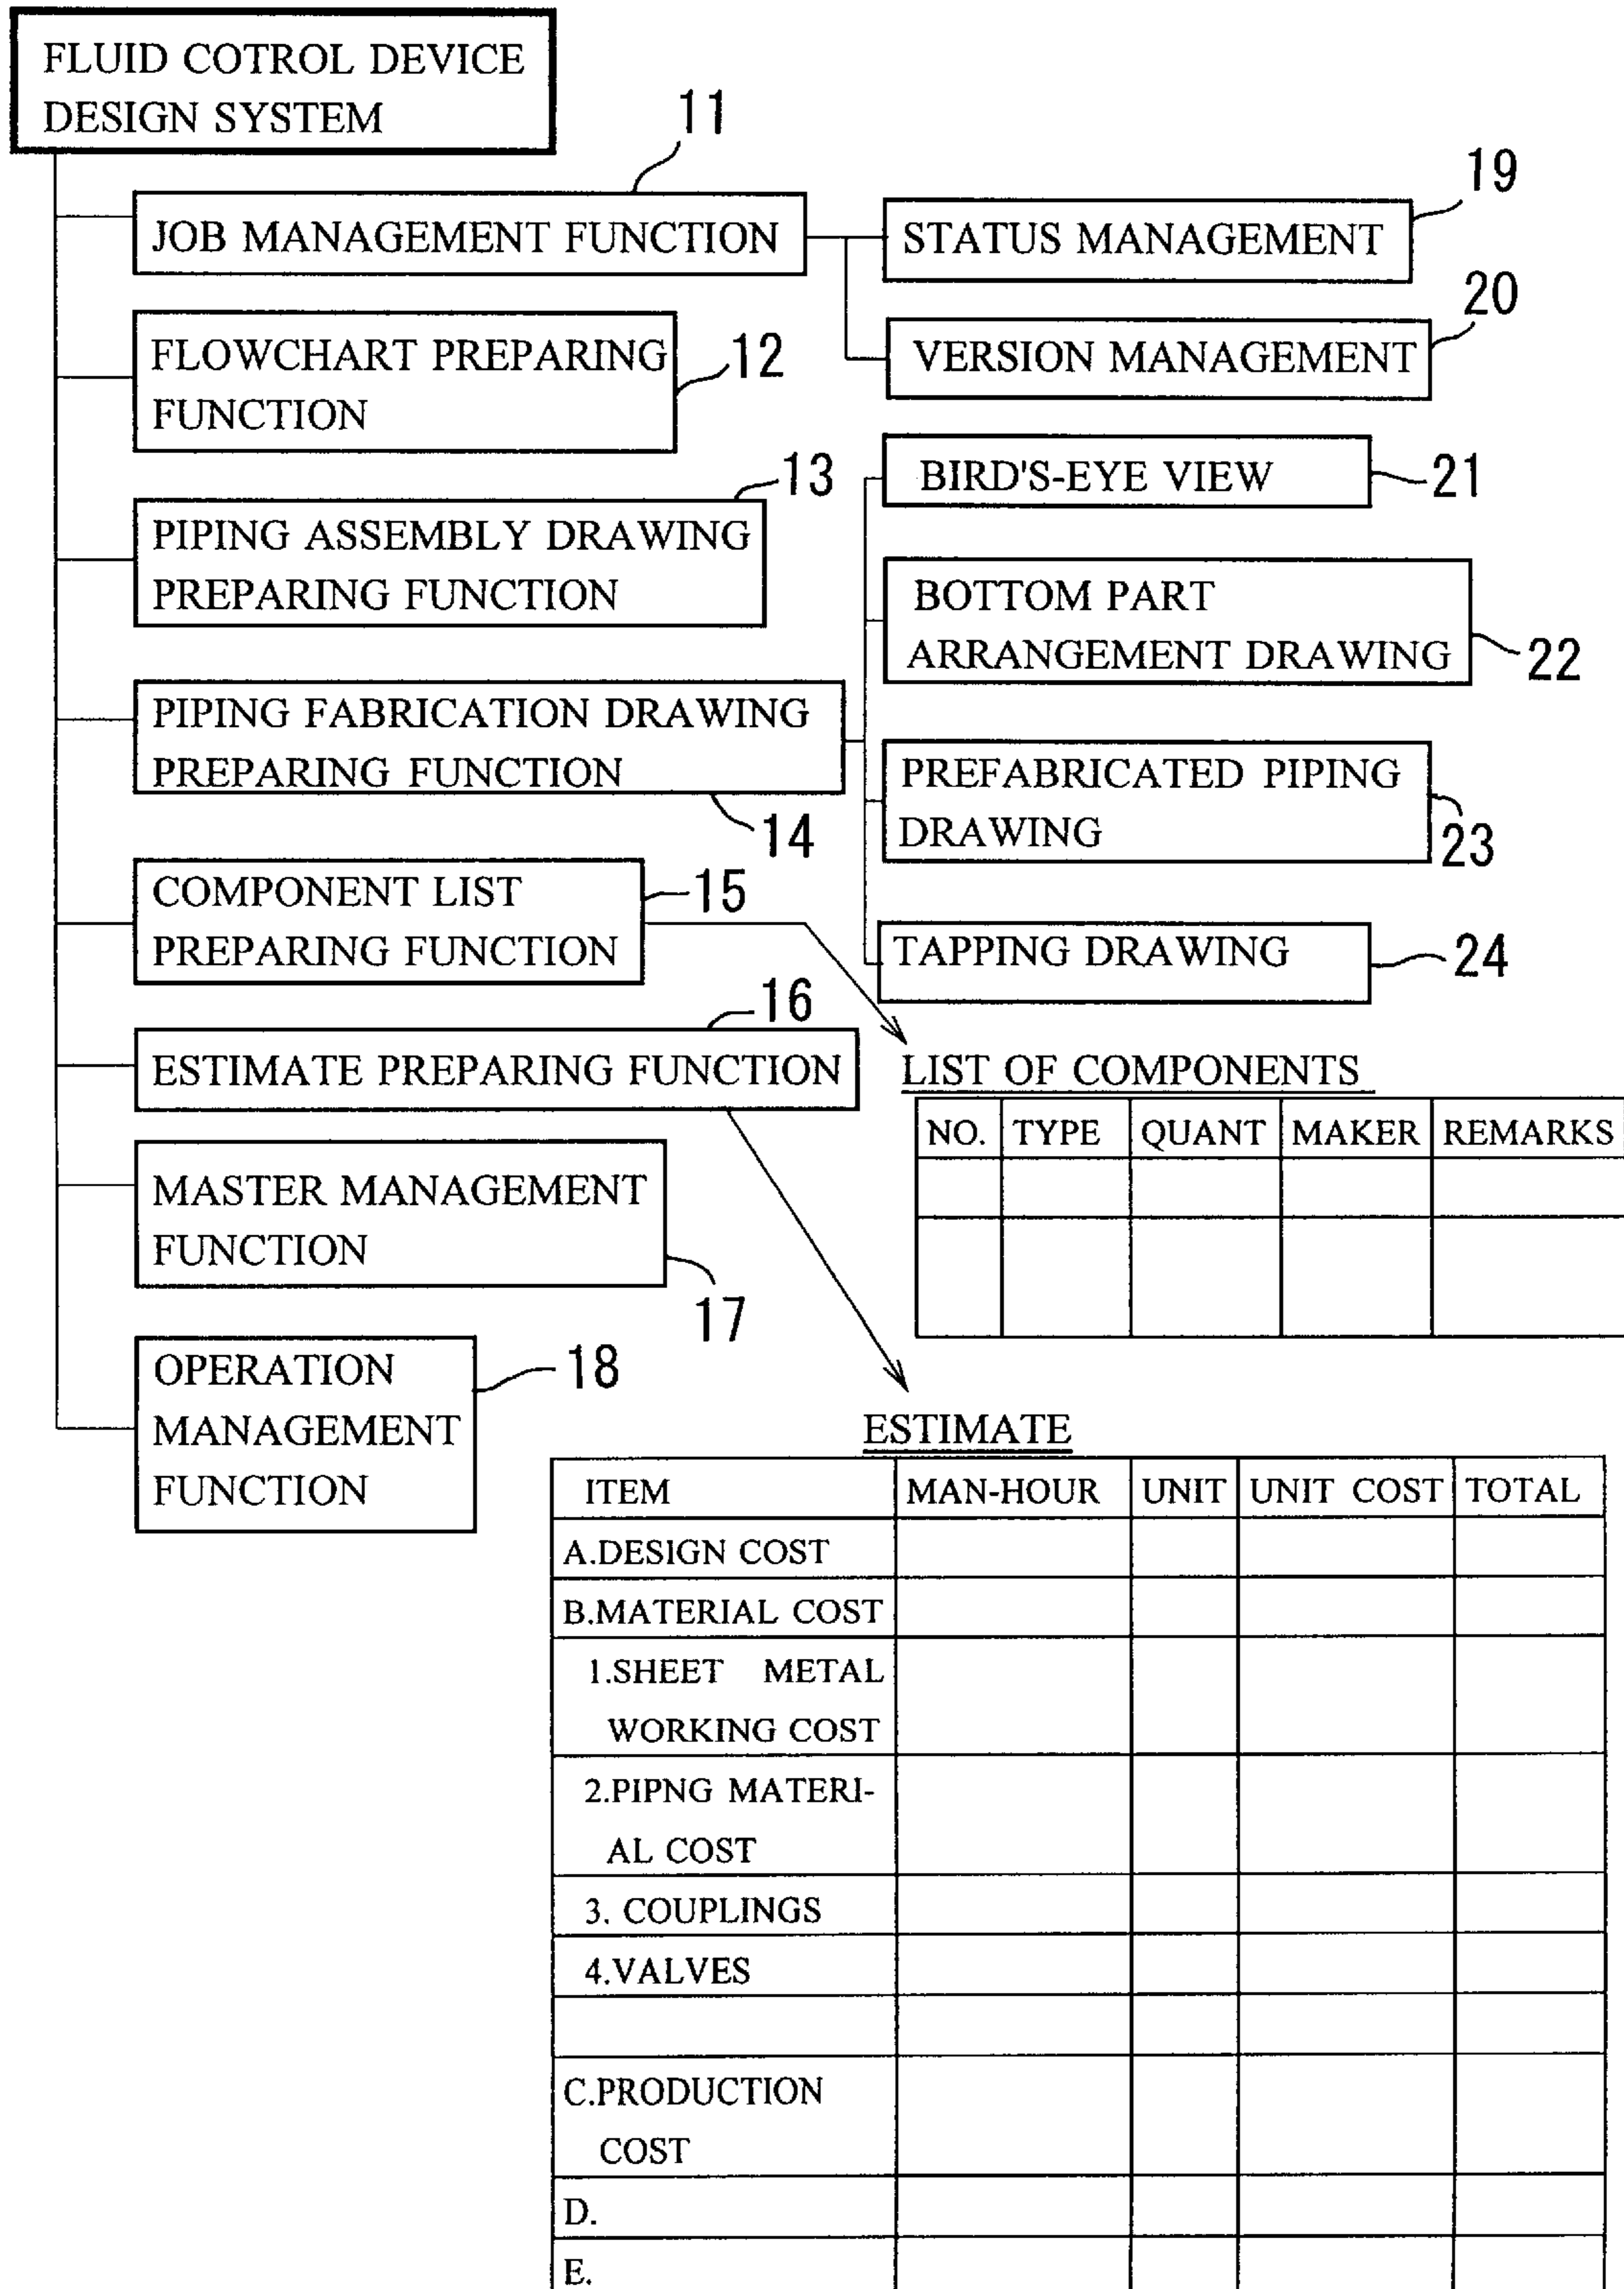 FLUID COTROL DEVICE
DESIGN SYSTEM
11
JOB MANAGEMENT FUNCTION
19
STATUS MANAGEMENT
20
VERSION MANAGEMENT
FLOWCHART PREPARING
FUNCTION
12
13
PIPING ASSEMBLY DRAWING
PREPARING FUNCTION
BIRD'S-EYE VIEW
21
BOTTOM PART
ARRANGEMENT DRAWING
22
PIPING FABRICATION DRAWING
PREPARING FUNCTION
14
PREFABRICATED PIPING
DRAWING
23
COMPONENT LIST
PREPARING FUNCTION
15
TAPPING DRAWING
24
16
ESTIMATE PREPARING FUNCTION
LIST OF COMPONENTS
NO. TYPE QUANT MAKER REMARKS
MASTER MANAGEMENT
FUNCTION
17
OPERATION
MANAGEMENT
FUNCTION
18
ESTIMATE
ITEM MAN-HOUR UNIT UNIT COST TOTAL
A.DESIGN COST
B.MATERIAL COST
1.SHEET METAL
WORKING COST
2.PIPNG MATERI-
AL COST
3. COUPLINGS
4.VALVES
C.PRODUCTION
COST
D.
E.